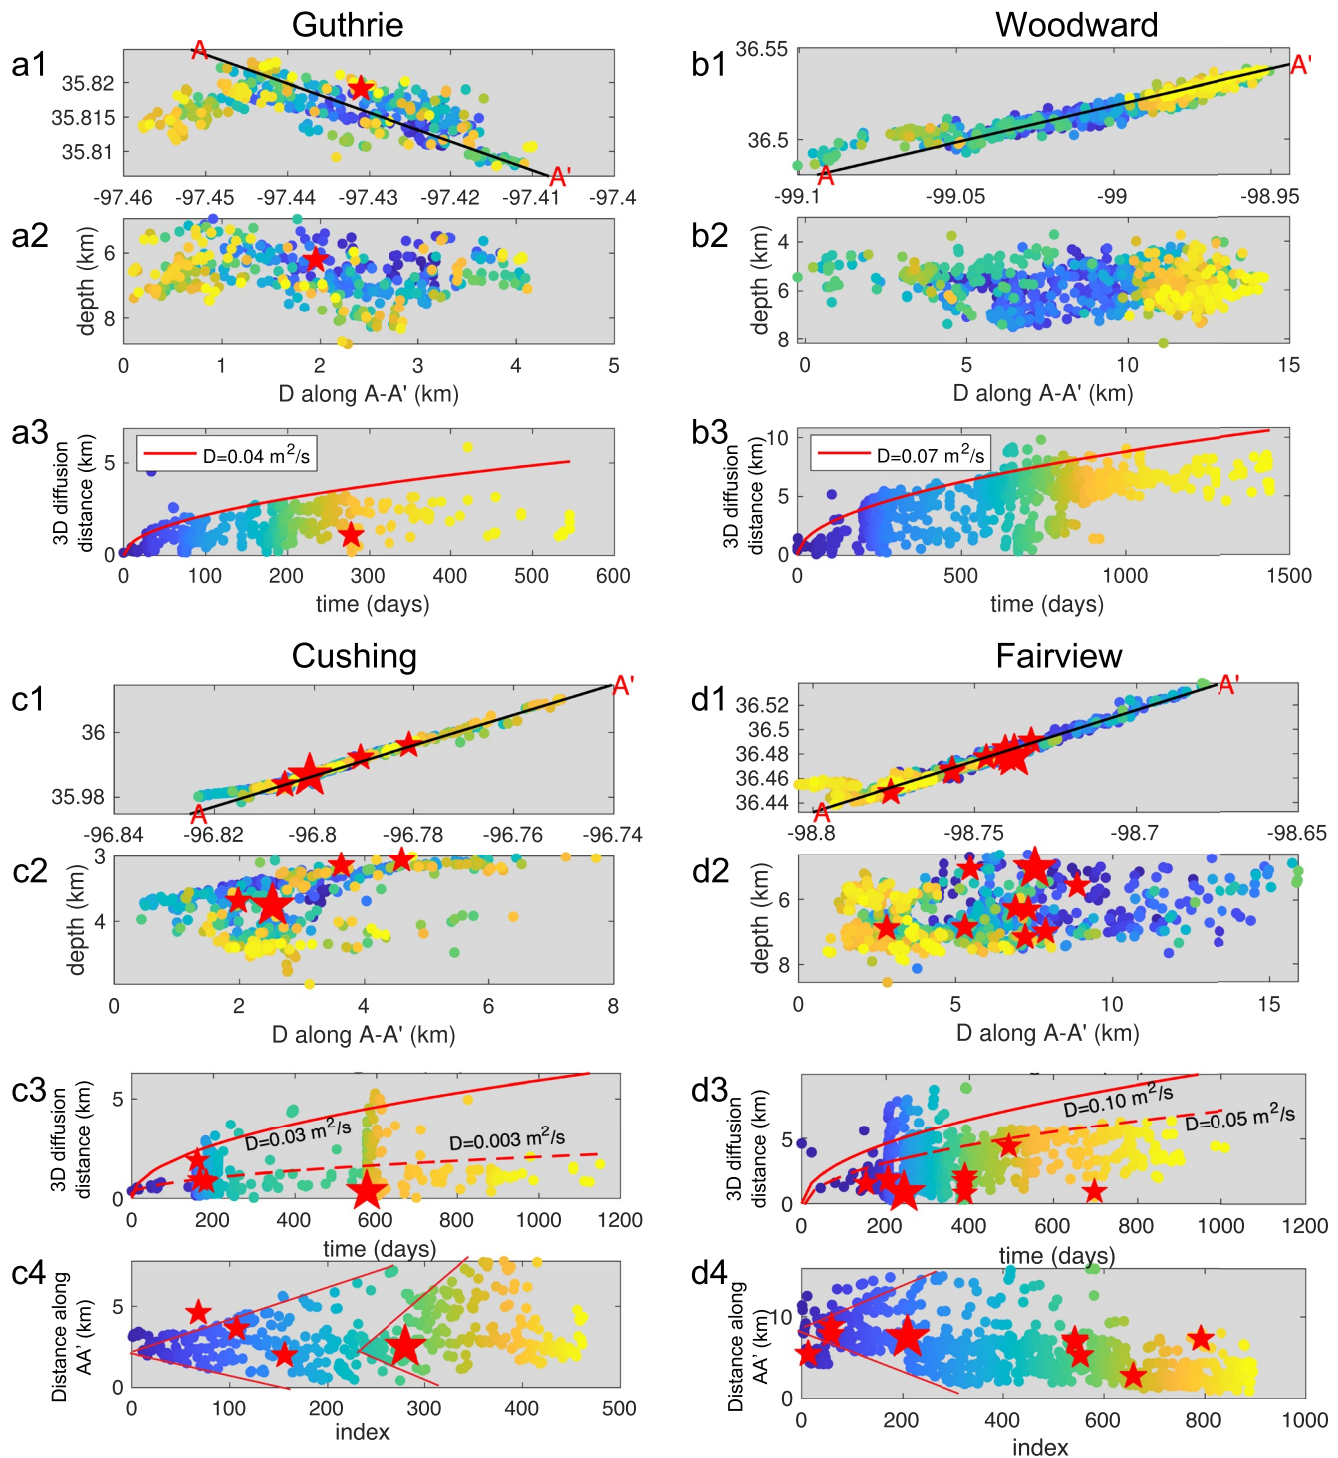 Guthrie
Woodward
a1
35.82
35.815
35.81
A
A'
-97.46 -97.45 -97.44 -97.43 -97.42 -97.41 -97.4
b1
36.55
36.5
A
A'
-99.1 -99.05 -99 -98.95
a2
depth (km)
6
8
0 1 2 3 4 5
D along A-A' (km)
b2
depth (km)
4
6
8
0 5 10 15
D along A-A' (km)
a3
3D diffusion
distance (km)
5
0
D=0.04 m²/s
0 100 200 300 400 500 600
time (days)
b3
3D diffusion
distance (km)
10
5
0
D=0.07 m²/s
0 500 1000 1500
time (days)
Cushing
Fairview
c1
36
35.98
A
A'
-96.84 -96.82 -96.8 -96.78 -96.76 -96.74
d1
36.52
36.5
36.48
36.46
36.44
A
A'
-98.8 -98.75 -98.7 -98.65
c2
depth (km)
3
4
0 2 4 6 8
D along A-A' (km)
d2
depth (km)
6
8
0 5 10 15
D along A-A' (km)
c3
3D diffusion
distance (km)
5
0
D=0.03 m²/s
D=0.003 m²/s
0 200 400 600 800 1000 1200
time (days)
d3
3D diffusion
distance (km)
5
0
D=0.10 m²/s
D=0.05 m²/s
0 200 400 600 800 1000 1200
time (days)
c4
Distance along
AA' (km)
5
0
0 100 200 300 400 500
index
d4
Distance along
AA' (km)
10
0
0 200 400 600 800 1000
index